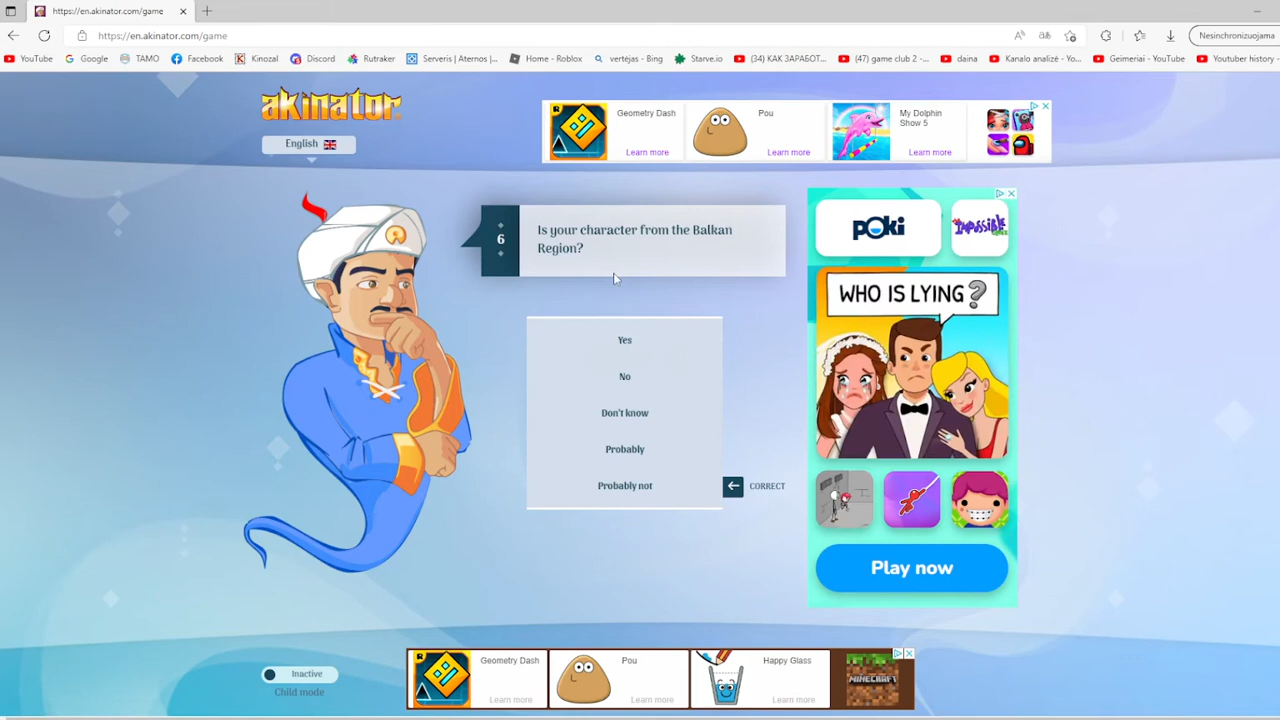 https://en.akinator.com/game
https://en.akinator.com/game
Nesinchronizuojama
YouTube
Google
TAMO
Facebook
Kinozal
Discord
Rutraker
Serveris | Aternos |...
Home - Roblox
vertėjas - Bing
Starve.io
(34) КАК ЗАРАБОТ...
(47) game club 2 -...
daina
Kanalo analizė - Yo...
Geimeriai - YouTube
Youtuber history -
akinator
English
Geometry Dash
Learn more
Pou
Learn more
My Dolphin
Show 5
Learn more
6
Is your character from the Balkan
Region?
Yes
No
Don't know
Probably
Probably not
CORRECT
POKI
IMPOSSIBLE
WHO IS LYING?
Play now
Inactive
Child mode
Geometry Dash
Learn more
Pou
Learn more
Happy Glass
Learn more
MINECRAFT